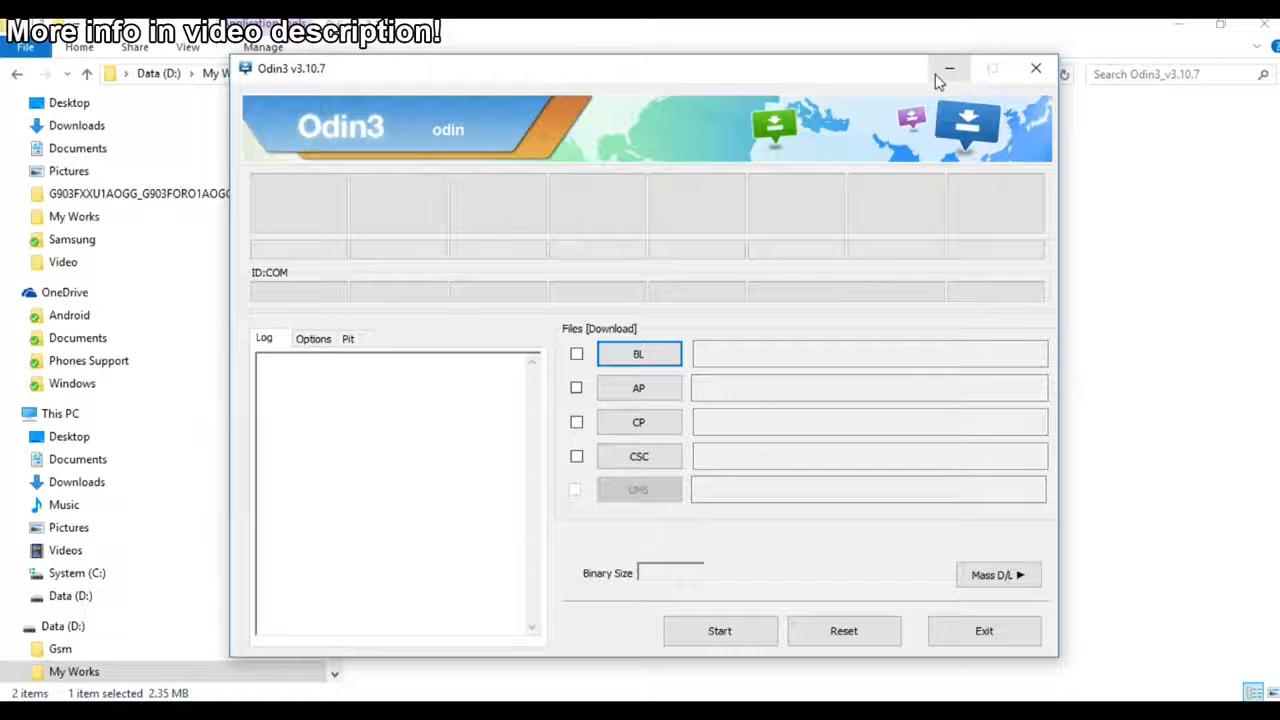 More info in video description!
File
Home
Share
View
Manage
Data (D:)
My W
Search Odin3_v3.10.7
Desktop
Downloads
Documents
Pictures
G903FXXU1AOGG_G903FORO1AOGG
My Works
Samsung
Video
OneDrive
Android
Documents
Phones Support
Windows
This PC
Desktop
Documents
Downloads
Music
Pictures
Videos
System (C:)
Data (D:)
Data (D:)
Gsm
My Works
2 items
1 item selected 2.35 MB
Odin3 v3.10.7
Odin3
odin
ID:COM
Log
Options
Pit
Files [Download]
BL
AP
CP
CSC
UMS
Binary Size
Mass D/L ►
Start
Reset
Exit